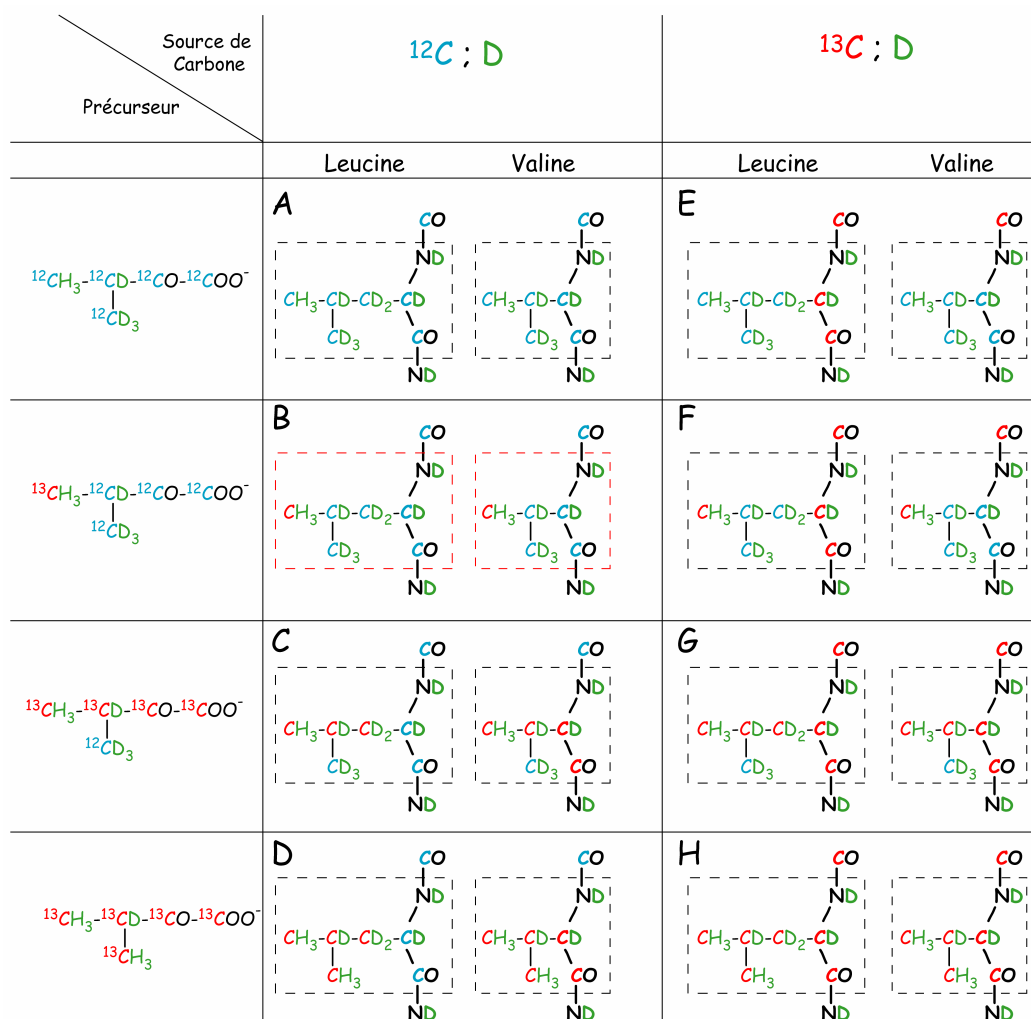 Source de
Carbone
Précurseur
¹²C ; D
¹³C ; D
Leucine Valine Leucine Valine
A
CO CO
ND ND
CH₃-CD-CD₂-CD CH₃-CD-CD
CD₃ CO CD₃ CO
ND ND
E
CO CO
ND ND
CH₃-CD-CD₂-CD CH₃-CD-CD
CD₃ CO CD₃ CO
ND ND
¹²CH₃-¹²CD-¹²CO-¹²COO⁻
¹²CD₃
B
CO CO
ND ND
CH₃-CD-CD₂-CD CH₃-CD-CD
CD₃ CO CD₃ CO
ND ND
F
CO CO
ND ND
CH₃-CD-CD₂-CD CH₃-CD-CD
CD₃ CO CD₃ CO
ND ND
¹³CH₃-¹²CD-¹²CO-¹²COO⁻
¹²CD₃
C
CO CO
ND ND
CH₃-CD-CD₂-CD CH₃-CD-CD
CD₃ CO CD₃ CO
ND ND
G
CO CO
ND ND
CH₃-CD-CD₂-CD CH₃-CD-CD
CD₃ CO CD₃ CO
ND ND
¹³CH₃-¹³CD-¹³CO-¹³COO⁻
¹²CD₃
D
CO CO
ND ND
CH₃-CD-CD₂-CD CH₃-CD-CD
CH₃ CO CH₃ CO
ND ND
H
CO CO
ND ND
CH₃-CD-CD₂-CD CH₃-CD-CD
CH₃ CO CH₃ CO
ND ND
¹³CH₃-¹³CD-¹³CO-¹³COO⁻
¹³CH₃